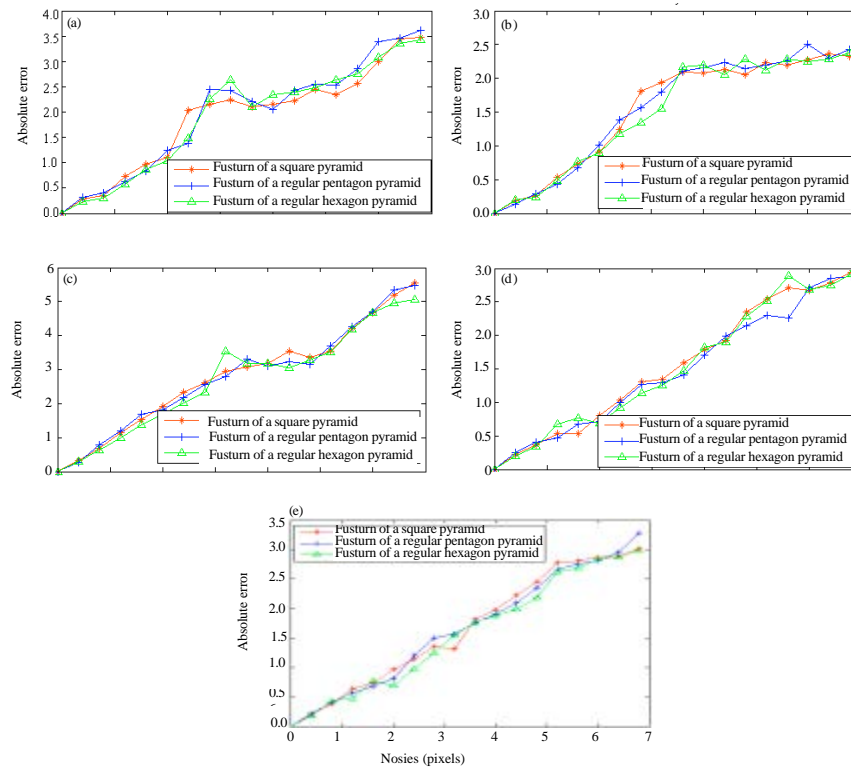 (a)
4.0
3.5
3.0
2.5
2.0
1.5
1.0
0.5
0.0
Absolute error
Fusturn of a square pyramid
Fusturn of a regular pentagon pyramid
Fusturn of a regular hexagon pyramid
(b)
3.0
2.5
2.0
1.5
1.0
0.5
0.0
Absolute error
Fusturn of a square pyramid
Fusturn of a regular pentagon pyramid
Fusturn of a regular hexagon pyramid
(c)
6
5
4
3
2
1
0
Absolute error
Fusturn of a square pyramid
Fusturn of a regular pentagon pyramid
Fusturn of a regular hexagon pyramid
(d)
3.0
2.5
2.0
1.5
1.0
0.5
0
Absolute error
Fusturn of a square pyramid
Fusturn of a regular pentagon pyramid
Fusturn of a regular hexagon pyramid
(e)
3.5
3.0
2.5
2.0
1.5
1.0
0.5
0.0
Absolute error
Fusturn of a square pyramid
Fusturn of a regular pentagon pyramid
Fusturn of a regular hexagon pyramid
0 1 2 3 4 5 6 7
Nosies (pixels)